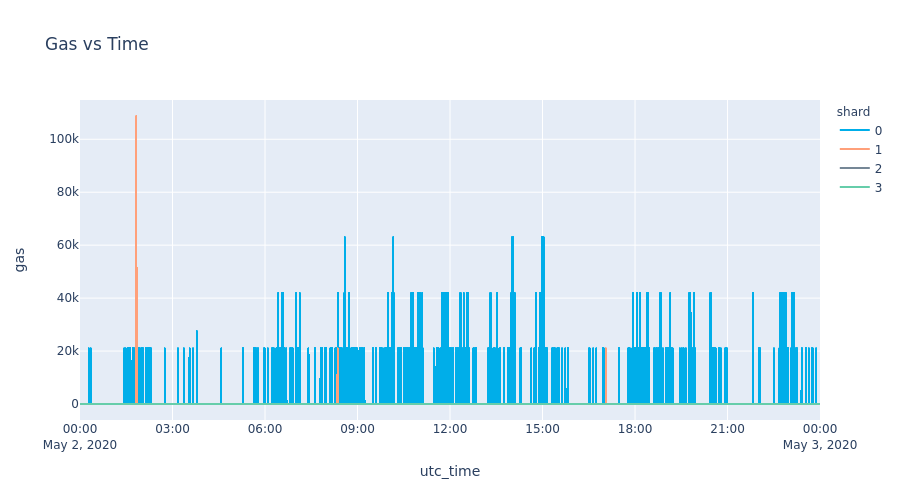 Gas vs Time
shard
0
1
2
3
gas
100k
80k
60k
40k
20k
0
00:00 03:00 06:00 09:00 12:00 15:00 18:00 21:00 00:00
May 2, 2020 May 3, 2020
utc_time